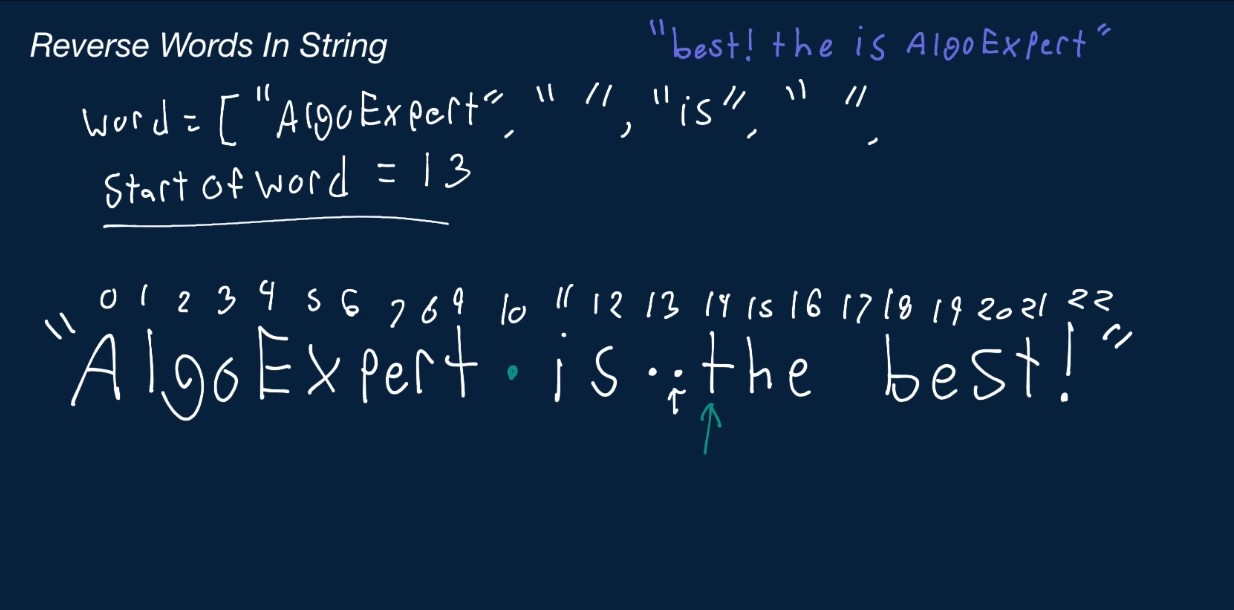 Reverse Words In String
"best! the is AlgoExpert"
word = ["AlgoExpert", " ", "is", " ",
Start of word = 13
0 1 2 3 4 5 6 7 8 9 10 11 12 13 14 15 16 17 18 19 20 21 22
"AlgoExpert · is ·· the best!"